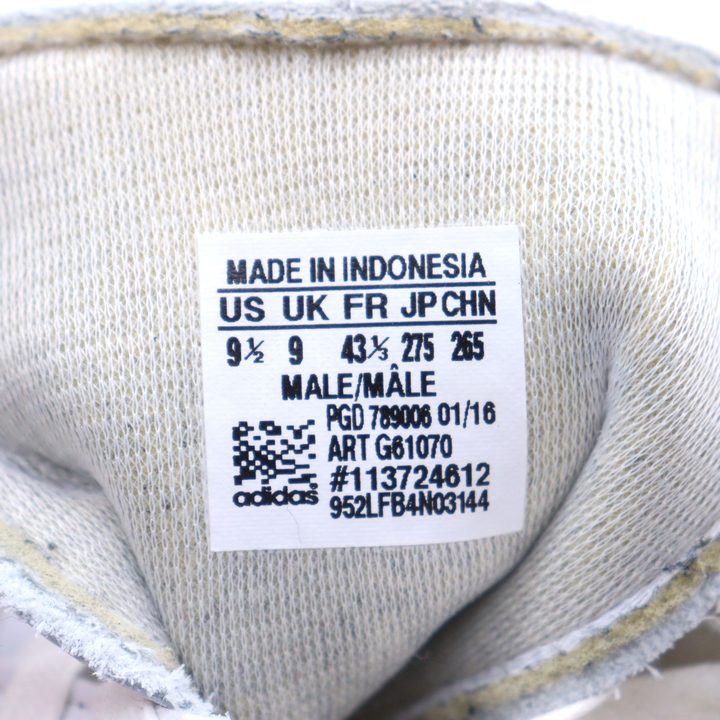 MADE IN INDONESIA
US UK FR JP CHN
9½ 9 43⅓ 275 265
MALE/MÂLE
PGD 789006 01/16
ART G61070
#113724612
adidas
952LFB4N03144